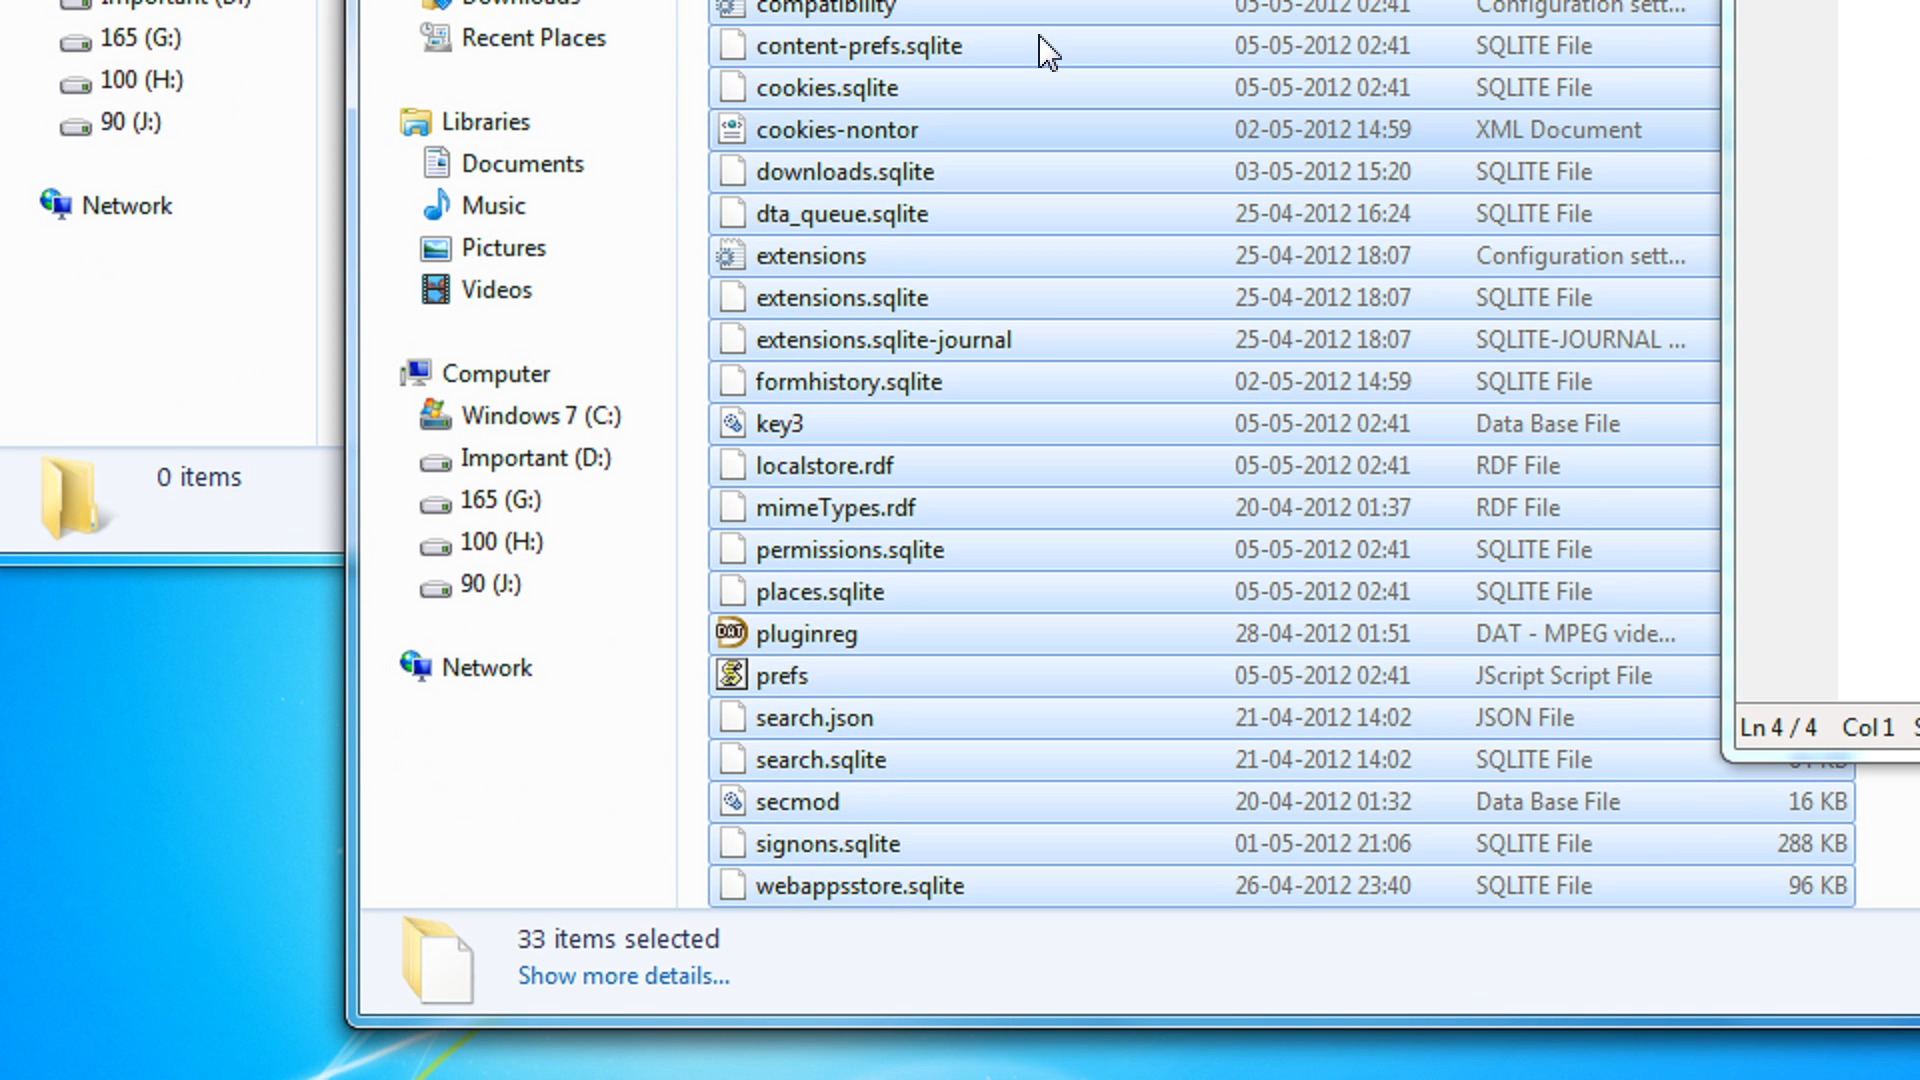 Important (D:)
165 (G:)
100 (H:)
90 (J:)
Network
0 items
Downloads
Recent Places
Libraries
Documents
Music
Pictures
Videos
Computer
Windows 7 (C:)
Important (D:)
165 (G:)
100 (H:)
90 (J:)
Network
compatibility 05-05-2012 02:41 Configuration sett...
content-prefs.sqlite 05-05-2012 02:41 SQLITE File
cookies.sqlite 05-05-2012 02:41 SQLITE File
cookies-nontor 02-05-2012 14:59 XML Document
downloads.sqlite 03-05-2012 15:20 SQLITE File
dta_queue.sqlite 25-04-2012 16:24 SQLITE File
extensions 25-04-2012 18:07 Configuration sett...
extensions.sqlite 25-04-2012 18:07 SQLITE File
extensions.sqlite-journal 25-04-2012 18:07 SQLITE-JOURNAL ...
formhistory.sqlite 02-05-2012 14:59 SQLITE File
key3 05-05-2012 02:41 Data Base File
localstore.rdf 05-05-2012 02:41 RDF File
mimeTypes.rdf 20-04-2012 01:37 RDF File
permissions.sqlite 05-05-2012 02:41 SQLITE File
places.sqlite 05-05-2012 02:41 SQLITE File
pluginreg 28-04-2012 01:51 DAT - MPEG vide...
prefs 05-05-2012 02:41 JScript Script File
search.json 21-04-2012 14:02 JSON File
search.sqlite 21-04-2012 14:02 SQLITE File
secmod 20-04-2012 01:32 Data Base File 16 KB
signons.sqlite 01-05-2012 21:06 SQLITE File 288 KB
webappsstore.sqlite 26-04-2012 23:40 SQLITE File 96 KB
33 items selected
Show more details...
Ln 4 / 4 Col 1